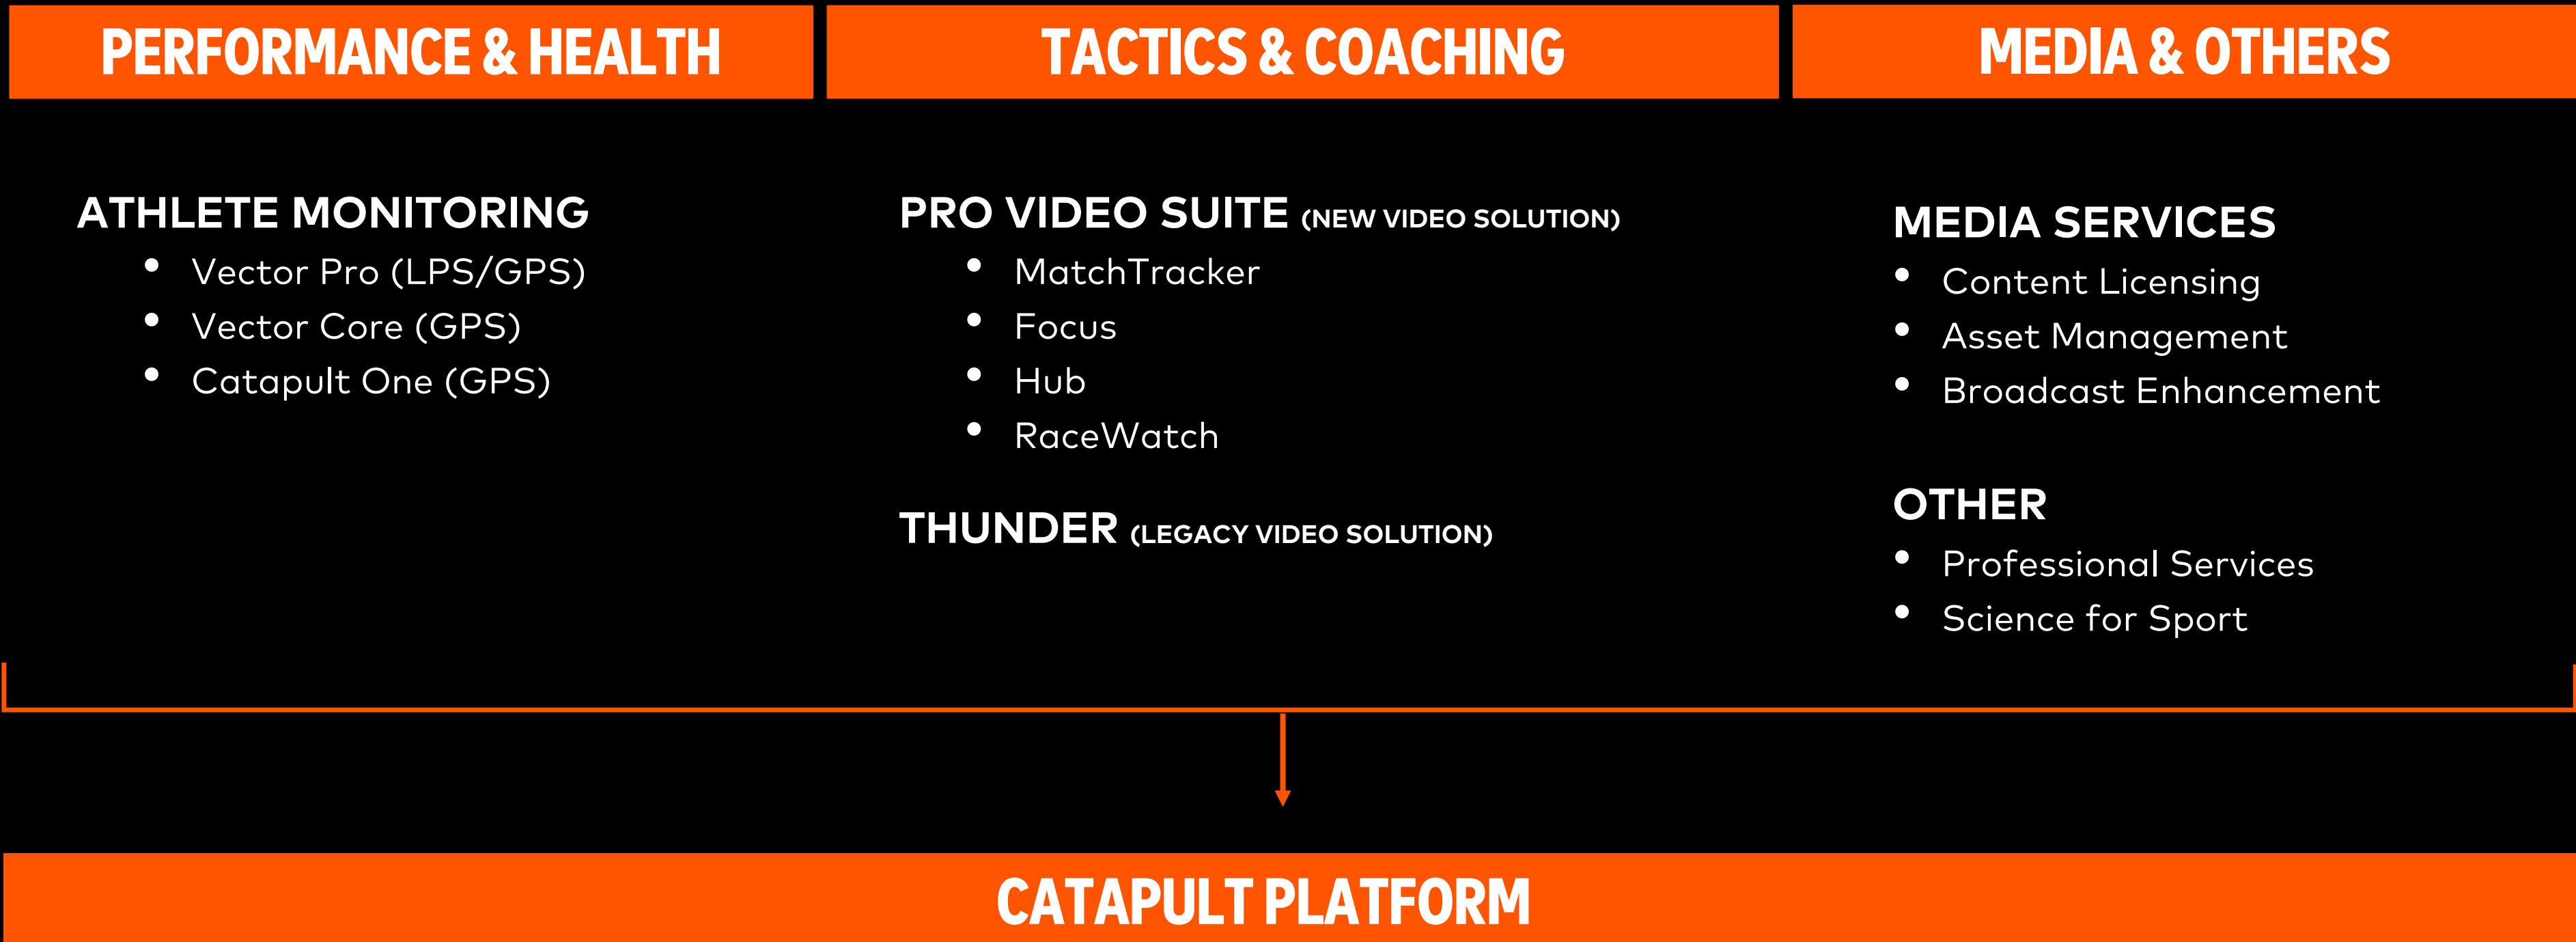 PERFORMANCE & HEALTH
ATHLETE MONITORING
• Vector Pro (LPS/GPS)
• Vector Core (GPS)
• Catapult One (GPS)
TACTICS & COACHING
PRO VIDEO SUITE (NEW VIDEO SOLUTION)
• MatchTracker
• Focus
• Hub
• RaceWatch
THUNDER (LEGACY VIDEO SOLUTION)
MEDIA & OTHERS
MEDIA SERVICES
• Content Licensing
• Asset Management
• Broadcast Enhancement
OTHER
• Professional Services
• Science for Sport
CATAPULT PLATFORM